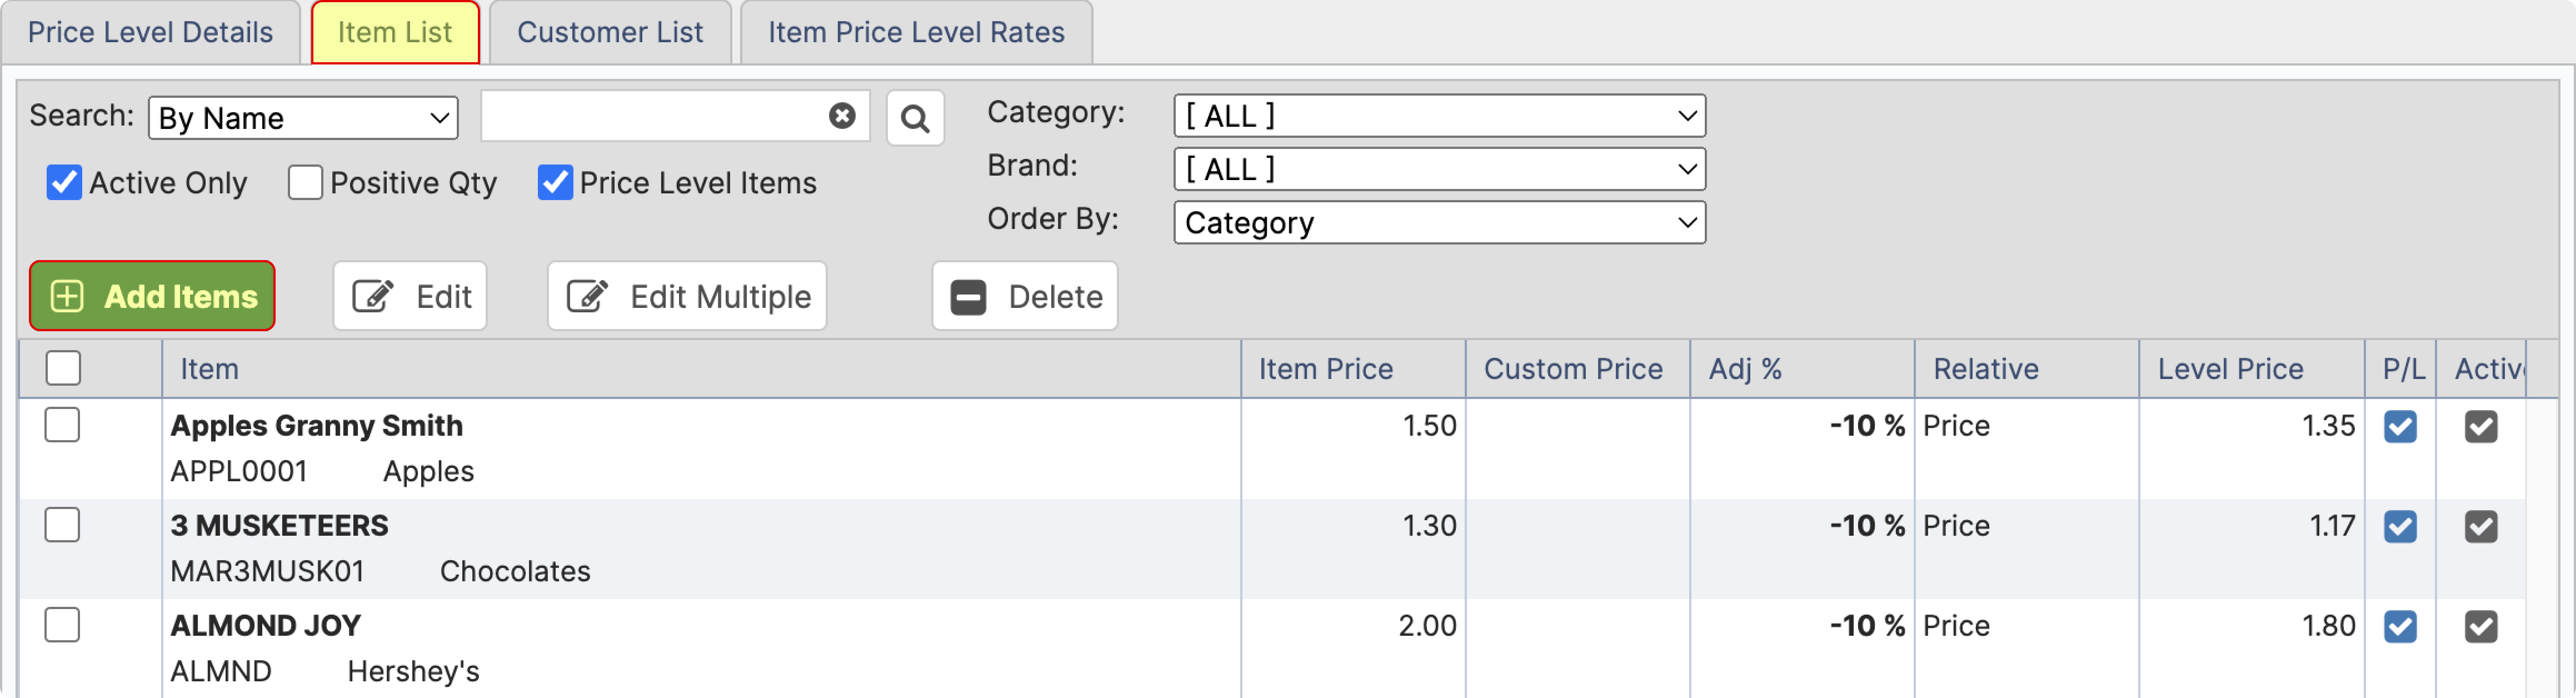 Price Level Details Item List Customer List Item Price Level Rates
Search: By Name Category: [ ALL ]
Brand: [ ALL ]
Active Only Positive Qty Price Level Items
Order By: Category
Add Items Edit Edit Multiple Delete
Item Item Price Custom Price Adj % Relative Level Price P/L Activ
Apples Granny Smith 1.50 -10 % Price 1.35
APPL0001 Apples
3 MUSKETEERS 1.30 -10 % Price 1.17
MAR3MUSK01 Chocolates
ALMOND JOY 2.00 -10 % Price 1.80
ALMND Hershey's